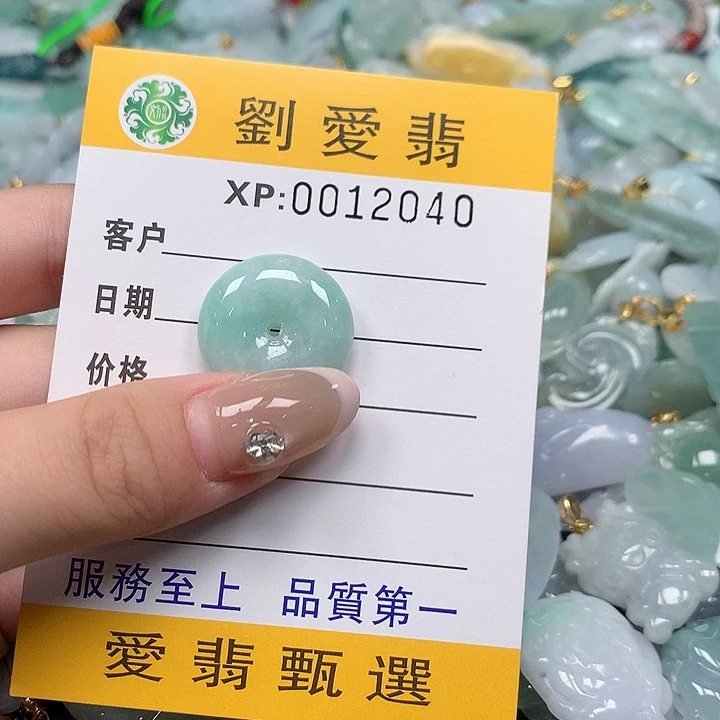 劉愛翡
XP:0012040
客户
日期
价格
服務至上 品質第一
愛翡甄選